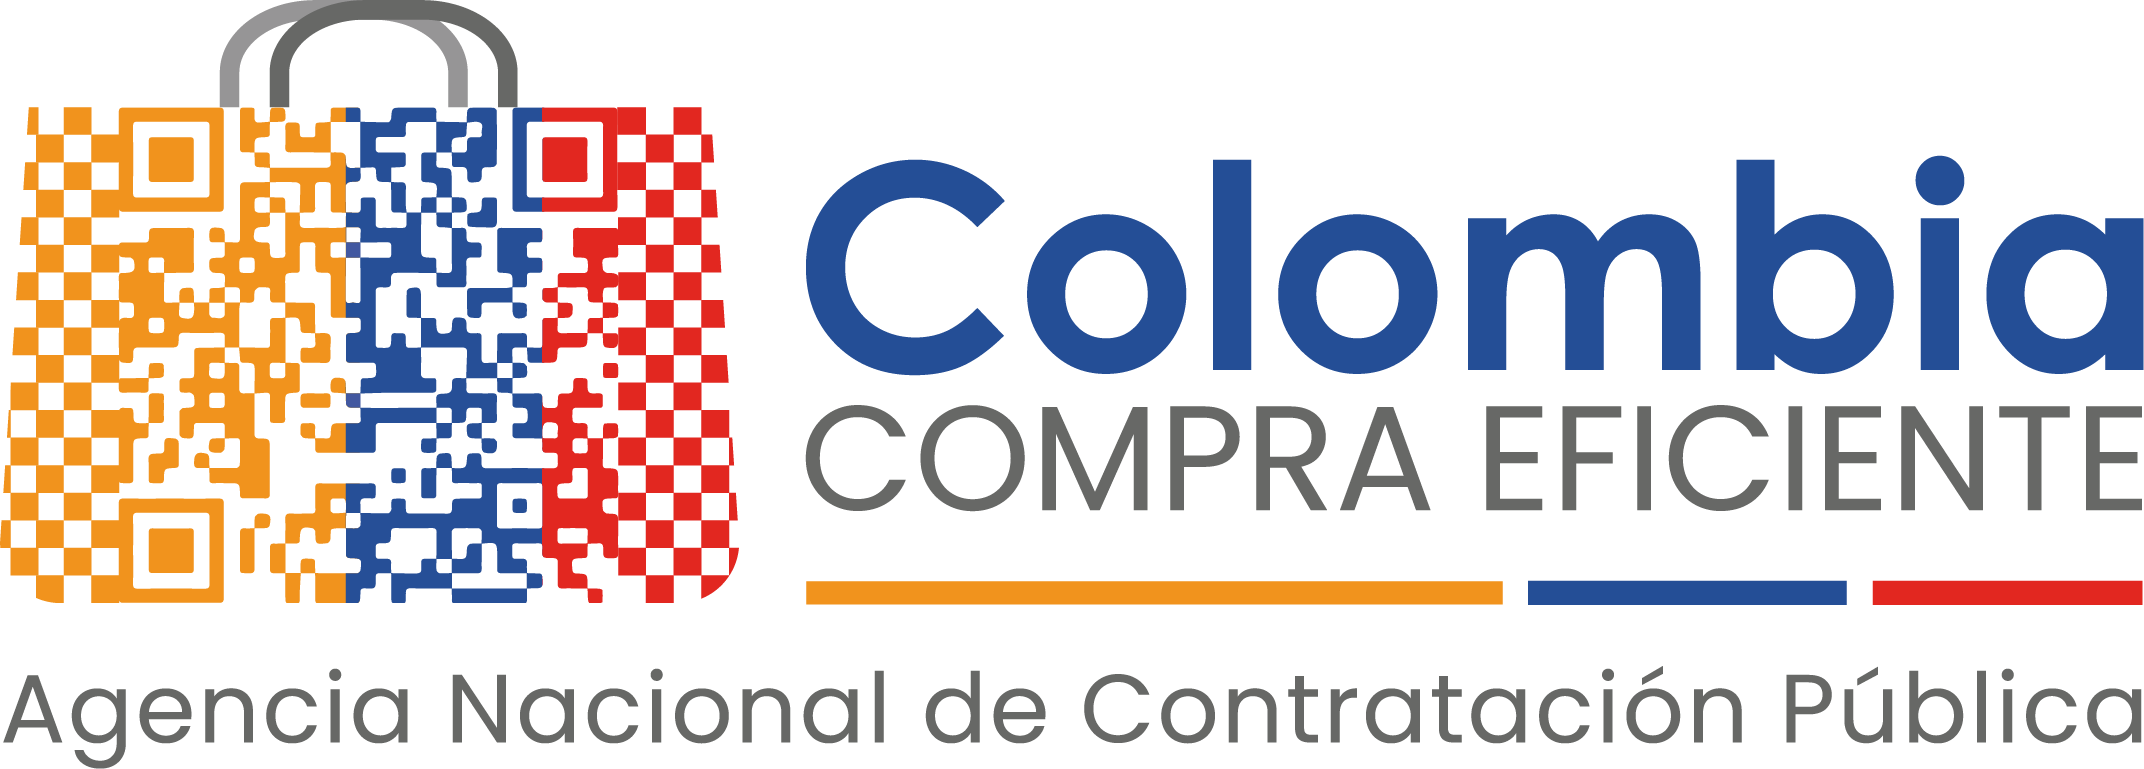 Colombia
COMPRA EFICIENTE
Agencia Nacional de Contratación Pública